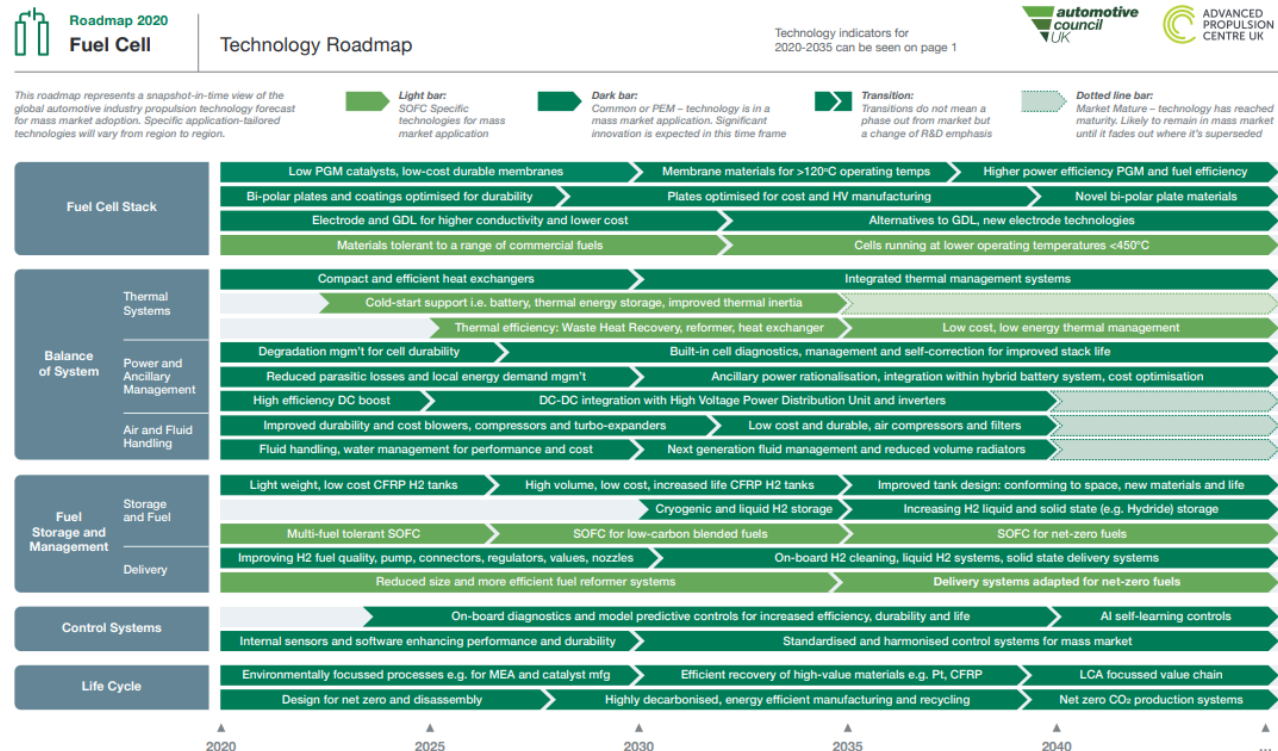 Roadmap 2020
Fuel Cell
Technology Roadmap
Technology indicators for
2020-2035 can be seen on page 1
automotive
council
UK
ADVANCED
PROPULSION
CENTRE UK
This roadmap represents a snapshot-in-time view of the
global automotive industry propulsion technology forecast
for mass market adoption. Specific application-tailored
technologies will vary from region to region.
Light bar:
SOFC Specific
technologies for mass
market application
Dark bar:
Common or PEM – technology is in a
mass market application. Significant
innovation is expected in this time frame
Transition:
Transitions do not mean a
phase out from market but
a change of R&D emphasis
Dotted line bar:
Market Mature – technology has reached
maturity. Likely to remain in mass market
until it fades out where it's superseded
Fuel Cell Stack
Low PGM catalysts, low-cost durable membranes
Membrane materials for >120°C operating temps
Higher power efficiency PGM and fuel efficiency
Bi-polar plates and coatings optimised for durability
Plates optimised for cost and HV manufacturing
Novel bi-polar plate materials
Electrode and GDL for higher conductivity and lower cost
Alternatives to GDL, new electrode technologies
Materials tolerant to a range of commercial fuels
Cells running at lower operating temperatures <450°C
Balance
of System
Thermal
Systems
Compact and efficient heat exchangers
Integrated thermal management systems
Cold-start support i.e. battery, thermal energy storage, improved thermal inertia
Thermal efficiency: Waste Heat Recovery, reformer, heat exchanger
Low cost, low energy thermal management
Power and
Ancillary
Management
Degradation mgm't for cell durability
Built-in cell diagnostics, management and self-correction for improved stack life
Reduced parasitic losses and local energy demand mgm't
Ancillary power rationalisation, integration within hybrid battery system, cost optimisation
High efficiency DC boost
DC-DC integration with High Voltage Power Distribution Unit and inverters
Air and Fluid
Handling
Improved durability and cost blowers, compressors and turbo-expanders
Low cost and durable, air compressors and filters
Fluid handling, water management for performance and cost
Next generation fluid management and reduced volume radiators
Fuel
Storage and
Management
Storage
and Fuel
Light weight, low cost CFRP H2 tanks
High volume, low cost, increased life CFRP H2 tanks
Improved tank design: conforming to space, new materials and life
Cryogenic and liquid H2 storage
Increasing H2 liquid and solid state (e.g. Hydride) storage
Multi-fuel tolerant SOFC
SOFC for low-carbon blended fuels
SOFC for net-zero fuels
Delivery
Improving H2 fuel quality, pump, connectors, regulators, values, nozzles
On-board H2 cleaning, liquid H2 systems, solid state delivery systems
Reduced size and more efficient fuel reformer systems
Delivery systems adapted for net-zero fuels
Control Systems
On-board diagnostics and model predictive controls for increased efficiency, durability and life
AI self-learning controls
Internal sensors and software enhancing performance and durability
Standardised and harmonised control systems for mass market
Life Cycle
Environmentally focussed processes e.g. for MEA and catalyst mfg
Efficient recovery of high-value materials e.g. Pt, CFRP
LCA focussed value chain
Design for net zero and disassembly
Highly decarbonised, energy efficient manufacturing and recycling
Net zero CO₂ production systems
2020
2025
2030
2035
2040
...